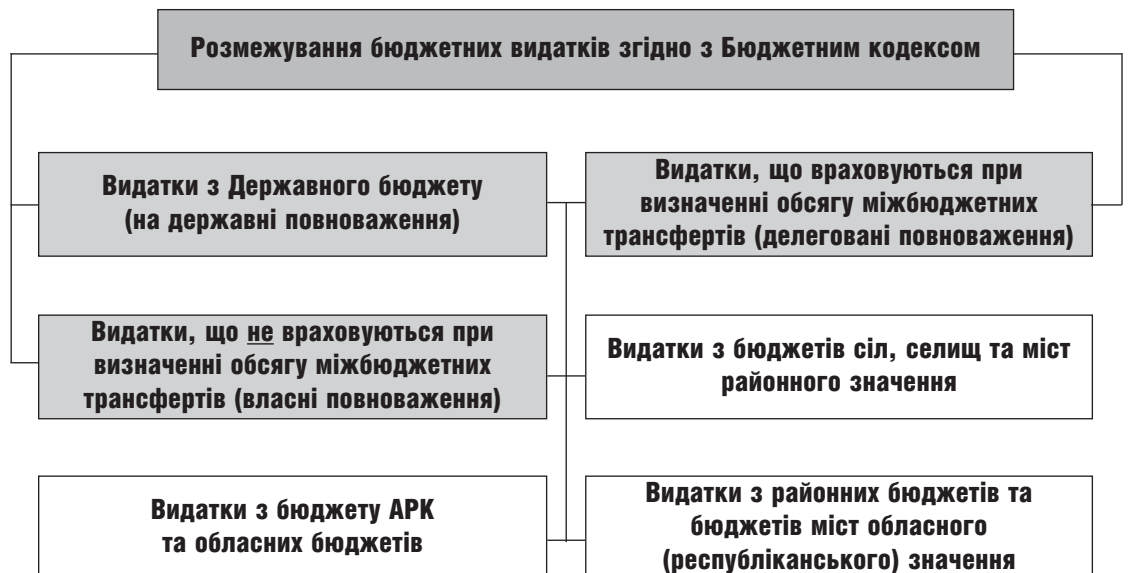 Розмежування бюджетних видатків згідно з Бюджетним кодексом
Видатки з Державного бюджету
(на державні повноваження)
Видатки, що враховуються при
визначенні обсягу міжбюджетних
трансфертів (делеговані повноваження)
Видатки, що не враховуються при
визначенні обсягу міжбюджетних
трансфертів (власні повноваження)
Видатки з бюджетів сіл, селищ та міст
районного значення
Видатки з бюджету АРК
та обласних бюджетів
Видатки з районних бюджетів та
бюджетів міст обласного
(республіканського) значення